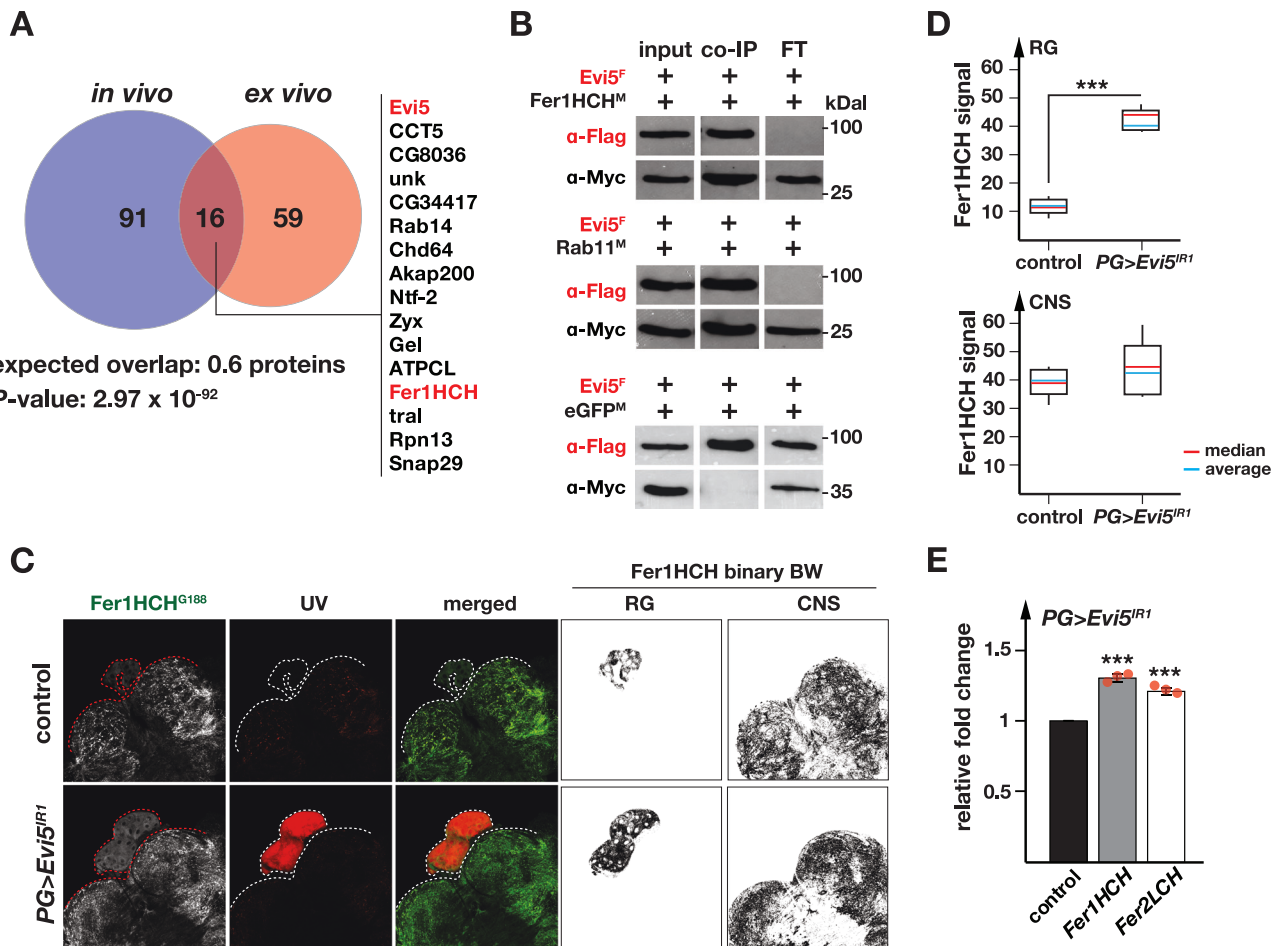 A
in vivo
ex vivo
91
16
59
expected overlap: 0.6 proteins
P-value: 2.97 x 10⁻⁹²
Evi5
CCT5
CG8036
unk
CG34417
Rab14
Chd64
Akap200
Ntf-2
Zyx
Gel
ATPCL
Fer1HCH
tral
Rpn13
Snap29
B
input co-IP FT
Evi5ᶠ + + +
Fer1HCHᴹ + + + kDal
α-Flag -100
α-Myc -25
Evi5ᶠ + + +
Rab11ᴹ + + +
α-Flag -100
α-Myc -25
Evi5ᶠ + + +
eGFPᴹ + + +
α-Flag -100
α-Myc -35
C
Fer1HCH binary BW
Fer1HCHᴳ¹⁸⁸ UV merged RG CNS
control
PG>Evi5ᴵᴿ¹
D
RG
Fer1HCH signal
60
50
40
30
20
10
***
control PG>Evi5ᴵᴿ¹
CNS
Fer1HCH signal
60
50
40
30
20
10
median
average
control PG>Evi5ᴵᴿ¹
E
PG>Evi5ᴵᴿ¹
relative fold change
1.5
1
0.5
*** ***
control Fer1HCH Fer2LCH